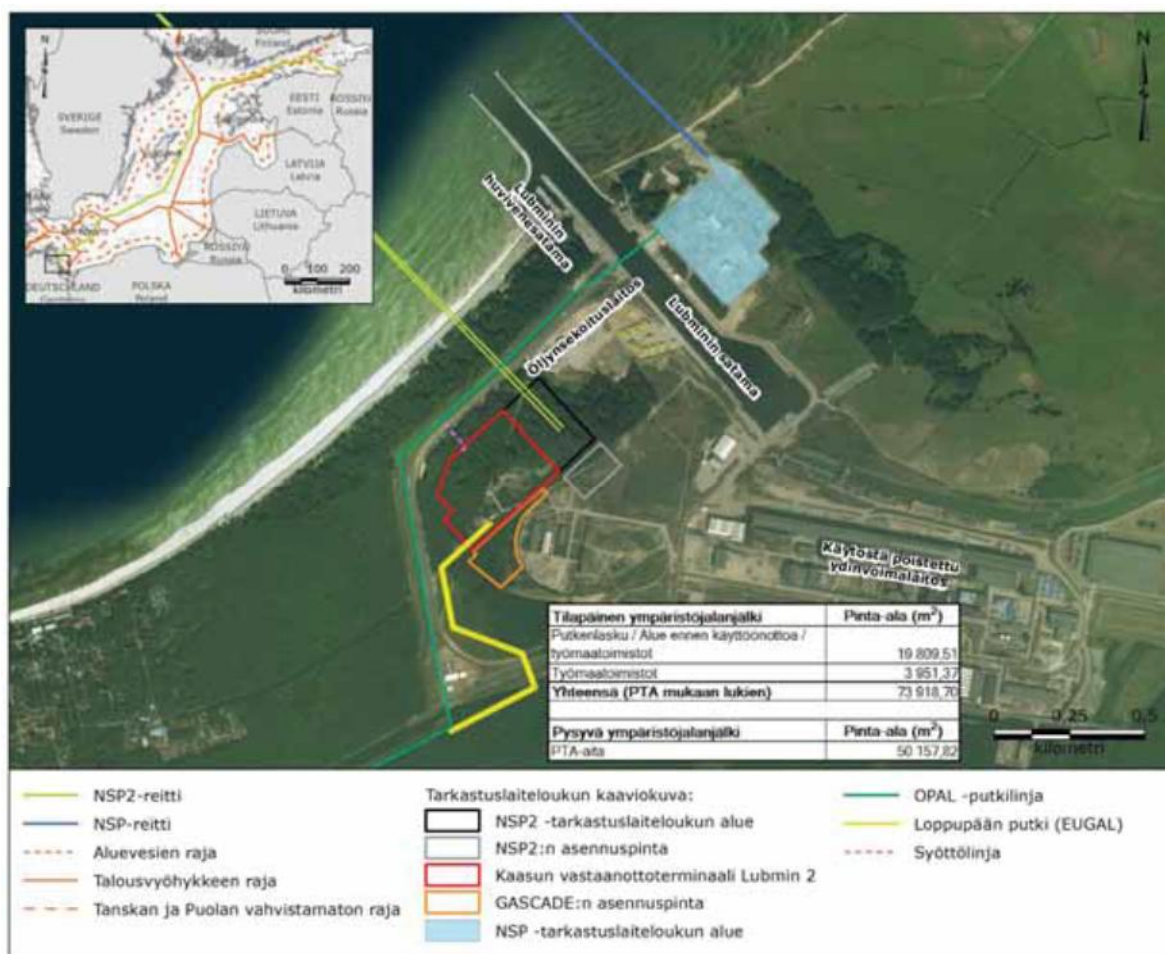 N
SVERIGE
Sweden
Finland
EESTI
Estonia
ROSSIYA
Russia
LATVIJA
Latvia
LIETUVA
Lithuania
ROSSIYA
Russia
DEUTSCHLAND
POLSKA
Poland
0 100 200
kilometri
N
Lubminin
huvivenesatama
Öljynsekoituslaitos
Lubminin satama
Käytöstä poistettu
ydinvoimalaitos
Tilapäinen ympäristöjalanjälki Pinta-ala (m²)
Putkenlasku / Alue ennen käyttöönottoa /
työmaatoimistot 19 809,51
Työmaatoimistot 3 951,37
Yhteensä (PTA mukaan lukien) 73 918,70
Pysyvä ympäristöjalanjälki Pinta-ala (m²)
PTA-aita 50 157,82
0 0,25 0,5
kilometri
NSP2-reitti
NSP-reitti
Aluevesien raja
Talousvyöhykkeen raja
Tanskan ja Puolan vahvistamaton raja
Tarkastuslaiteloukun kaaviokuva:
NSP2 -tarkastuslaiteloukun alue
NSP2:n asennuspinta
Kaasun vastaanottoterminaali Lubmin 2
GASCADE:n asennuspinta
NSP -tarkastuslaiteloukun alue
OPAL -putkilinja
Loppupään putki (EUGAL)
Syöttölinja